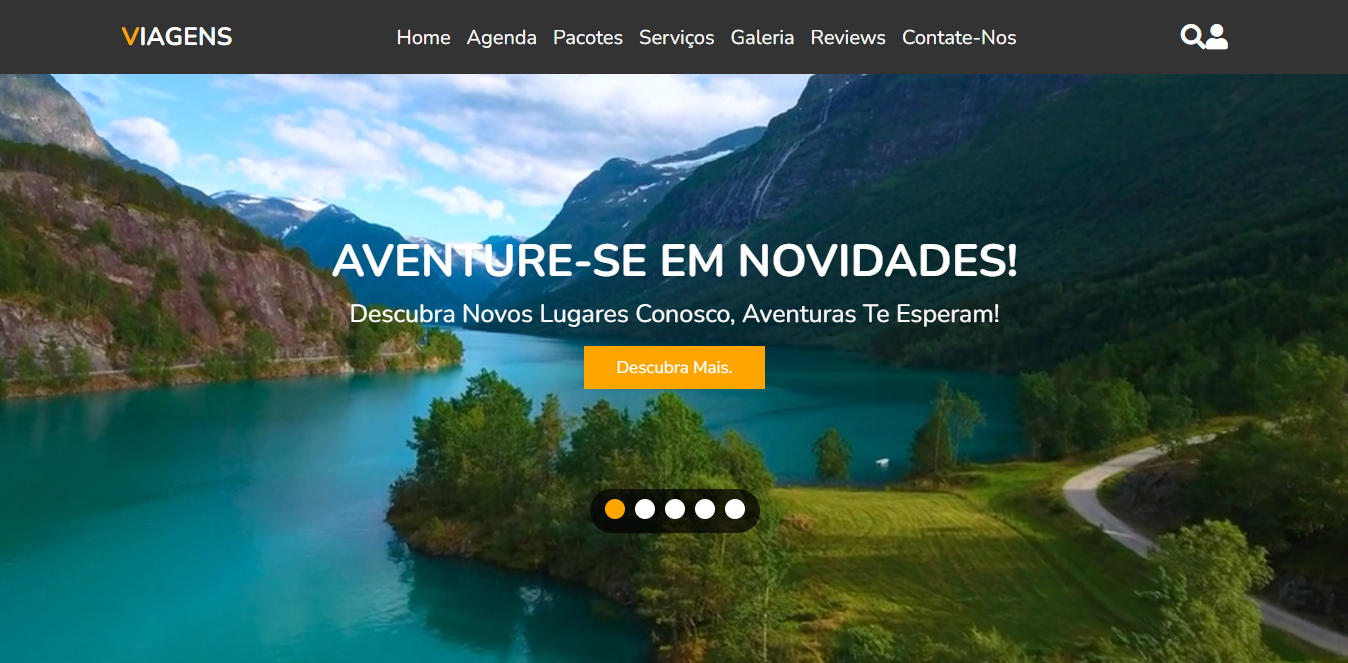 VIAGENS
Home Agenda Pacotes Serviços Galeria Reviews Contate-Nos
AVENTURE-SE EM NOVIDADES!
Descubra Novos Lugares Conosco, Aventuras Te Esperam!
Descubra Mais.